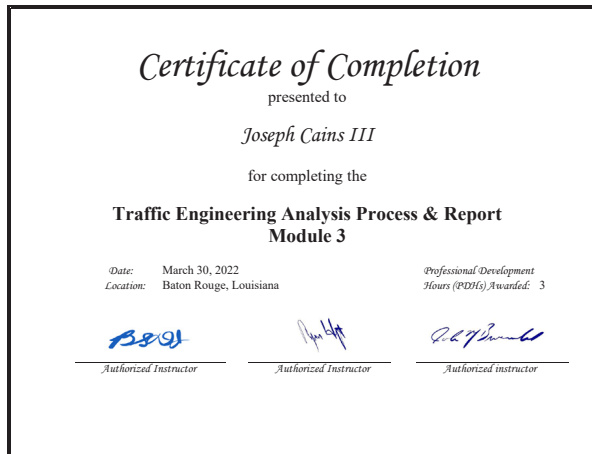 Certificate of Completion
presented to
Joseph Cains III
for completing the
Traffic Engineering Analysis Process & Report
Module 3
Date: March 30, 2022
Location: Baton Rouge, Louisiana
Professional Development
Hours (PDHs) Awarded: 3
Authorized Instructor
Authorized Instructor
Authorized instructor